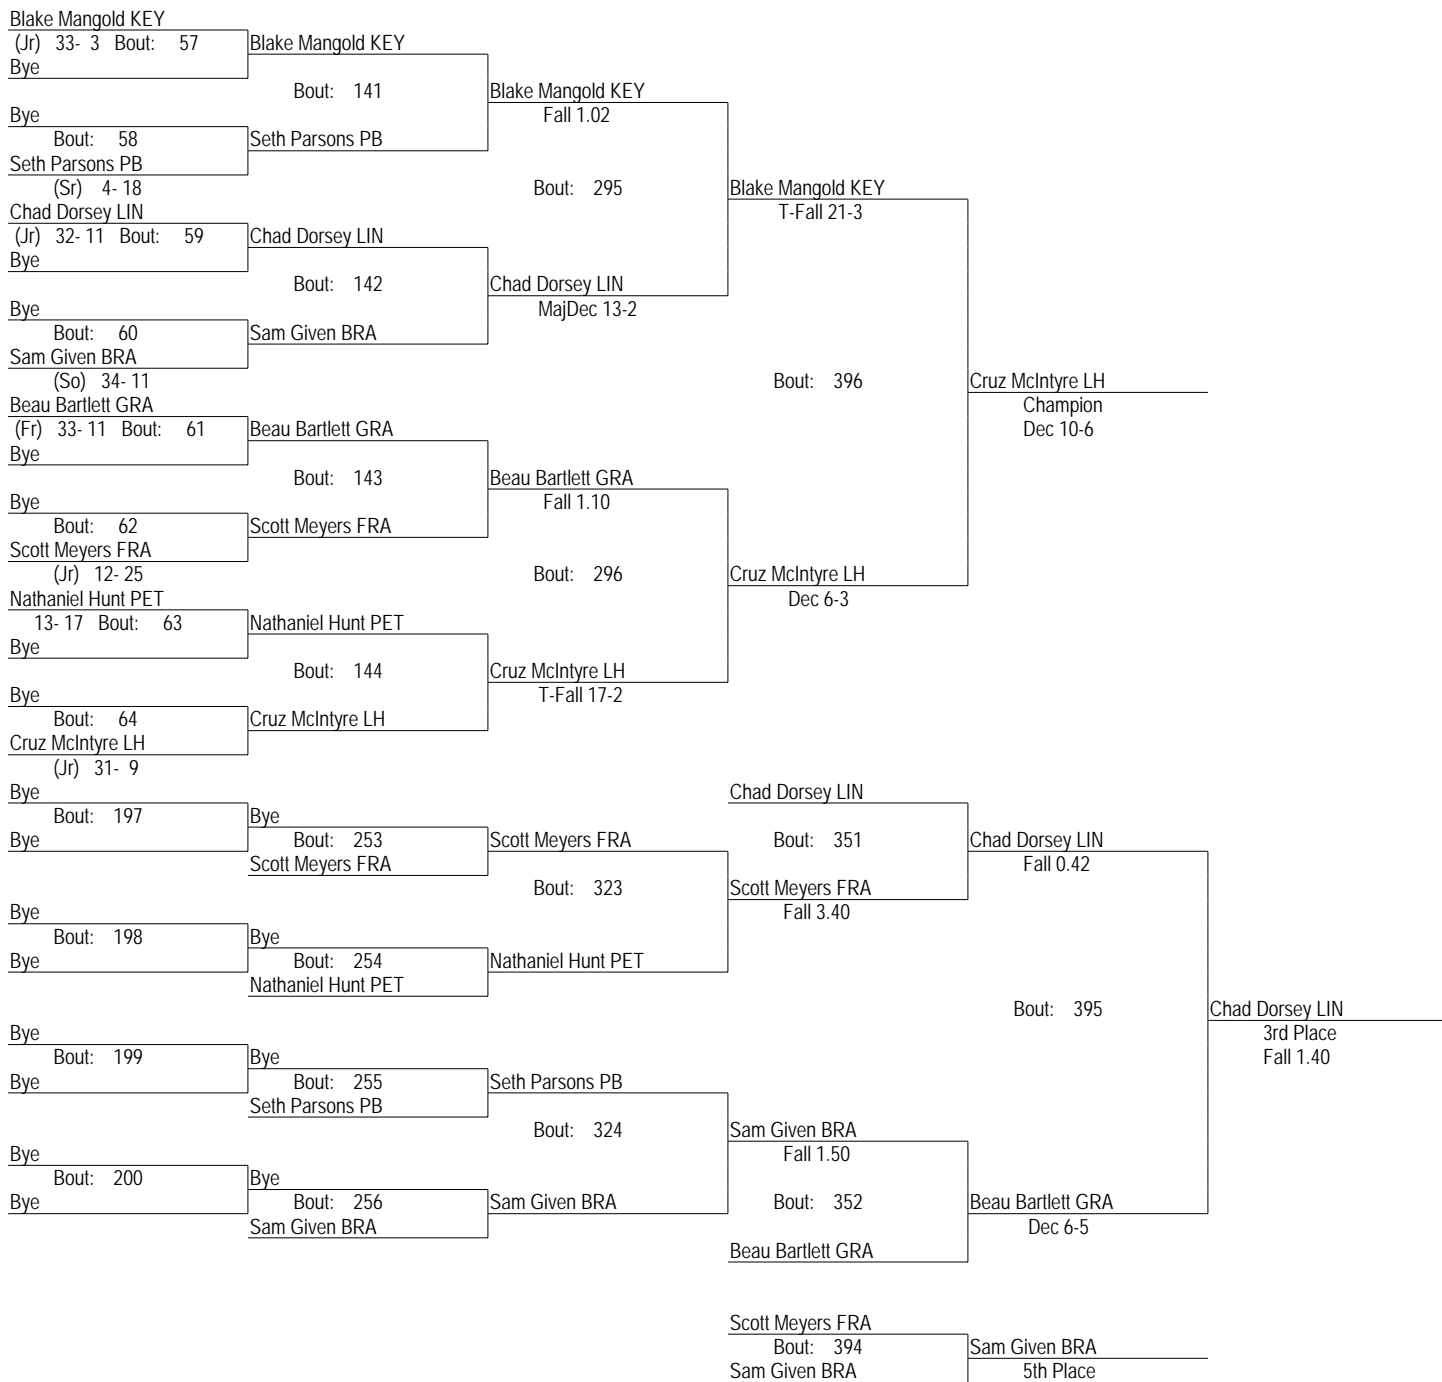 Blake Mangold KEY
(Jr) 33- 3 Bout: 57 Blake Mangold KEY
Bye
Bout: 141 Blake Mangold KEY
Bye Fall 1.02
Bout: 58 Seth Parsons PB
Seth Parsons PB
(Sr) 4- 18 Bout: 295 Blake Mangold KEY
Chad Dorsey LIN T-Fall 21-3
(Jr) 32- 11 Bout: 59 Chad Dorsey LIN
Bye
Bout: 142 Chad Dorsey LIN
Bye MajDec 13-2
Bout: 60 Sam Given BRA
Sam Given BRA
(So) 34- 11 Bout: 396 Cruz McIntyre LH
Beau Bartlett GRA Champion
(Fr) 33- 11 Bout: 61 Beau Bartlett GRA Dec 10-6
Bye
Bout: 143 Beau Bartlett GRA
Bye Fall 1.10
Bout: 62 Scott Meyers FRA
Scott Meyers FRA
(Jr) 12- 25 Bout: 296 Cruz McIntyre LH
Nathaniel Hunt PET Dec 6-3
13- 17 Bout: 63 Nathaniel Hunt PET
Bye
Bout: 144 Cruz McIntyre LH
Bye T-Fall 17-2
Bout: 64 Cruz McIntyre LH
Cruz McIntyre LH
(Jr) 31- 9
Bye Chad Dorsey LIN
Bout: 197 Bye
Bye Bout: 253 Scott Meyers FRA Bout: 351 Chad Dorsey LIN
Scott Meyers FRA Fall 0.42
Bout: 323 Scott Meyers FRA
Bye Fall 3.40
Bout: 198 Bye
Bye Bout: 254 Nathaniel Hunt PET
Nathaniel Hunt PET
Bout: 395 Chad Dorsey LIN
Bye 3rd Place
Bout: 199 Bye Fall 1.40
Bye Bout: 255 Seth Parsons PB
Seth Parsons PB
Bout: 324 Sam Given BRA
Bye Fall 1.50
Bout: 200 Bye
Bye Bout: 256 Sam Given BRA Bout: 352 Beau Bartlett GRA
Sam Given BRA Dec 6-5
Beau Bartlett GRA
Scott Meyers FRA
Bout: 394 Sam Given BRA
Sam Given BRA 5th Place